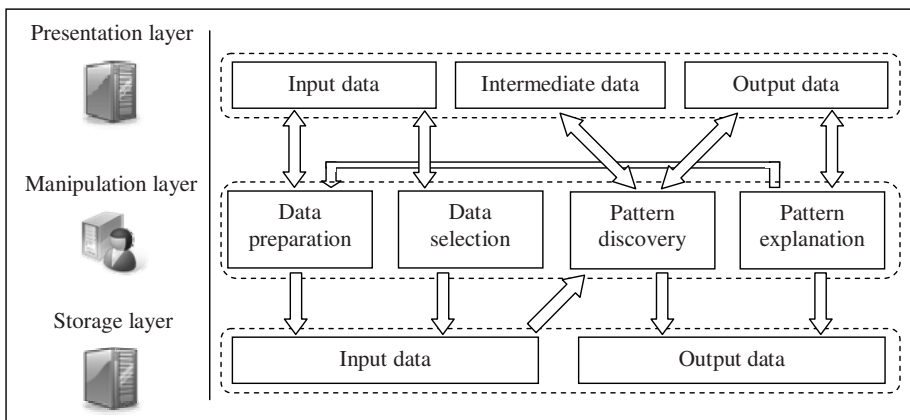 Presentation layer
Input data
Intermediate data
Output data
Manipulation layer
Data
preparation
Data
selection
Pattern
discovery
Pattern
explanation
Storage layer
Input data
Output data